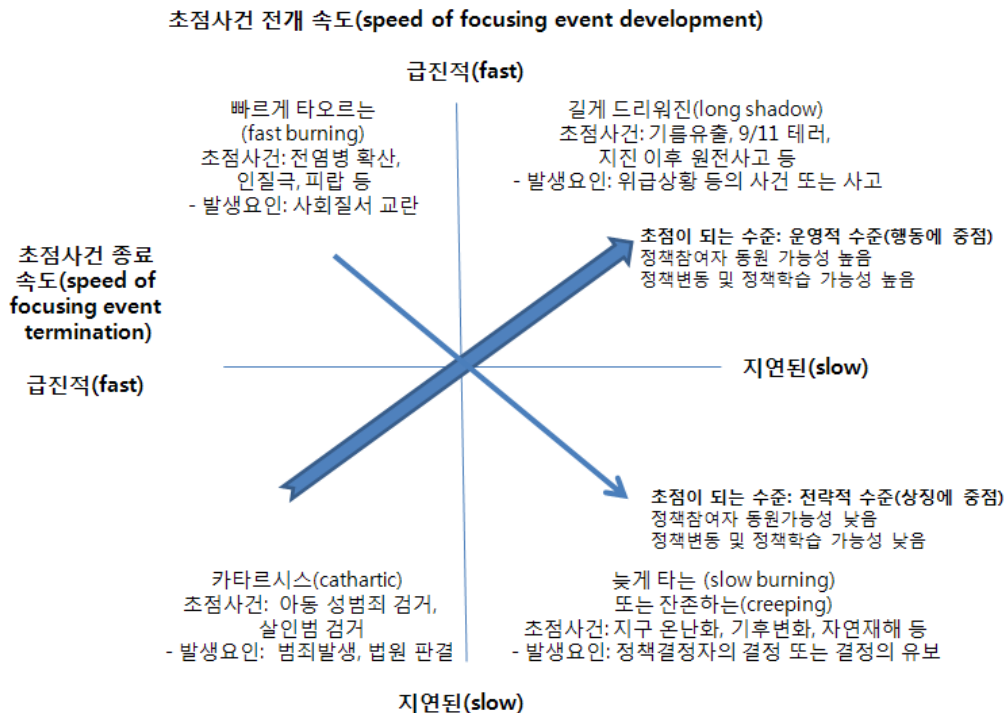 초점사건 전개 속도(speed of focusing event development)
급진적(fast)
빠르게 타오르는
(fast burning)
초점사건: 전염병 확산,
인질극, 피랍 등
- 발생요인: 사회질서 교란
길게 드리워진(long shadow)
초점사건: 기름유출, 9/11 테러,
지진 이후 원전사고 등
- 발생요인: 위급상황 등의 사건 또는 사고
초점이 되는 수준: 운영적 수준(행동에 중점)
정책참여자 동원 가능성 높음
정책변동 및 정책학습 가능성 높음
초점사건 종료
속도(speed of
focusing event
termination)
급진적(fast)
지연된(slow)
초점이 되는 수준: 전략적 수준(상징에 중점)
정책참여자 동원가능성 낮음
정책변동 및 정책학습 가능성 낮음
카타르시스(cathartic)
초점사건: 아동 성범죄 검거,
살인범 검거
- 발생요인: 범죄발생, 법원 판결
늦게 타는 (slow burning)
또는 잔존하는(creeping)
초점사건: 지구 온난화, 기후변화, 자연재해 등
- 발생요인: 정책결정자의 결정 또는 결정의 유보
지연된(slow)